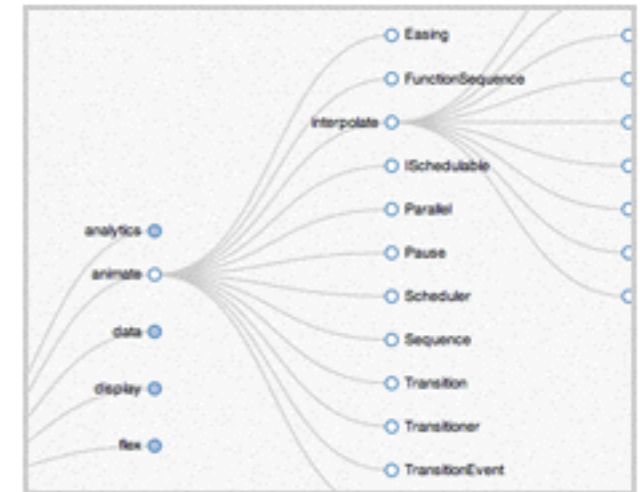 Easing
FunctionSequence
interpolate
ISchedulable
Parallel
analytics
Pause
animate
Scheduler
data
Sequence
Transition
display
Transitioner
flex
TransitionEvent